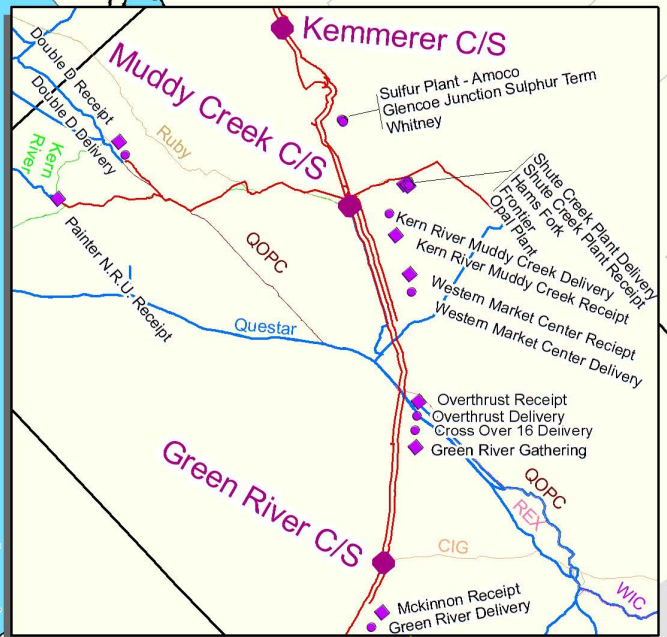 Kemmerer C/S
Sulfur Plant - Amoco
Glencoe Junction Sulphur Term
Whitney
Double D Receipt
Double D Delivery
Muddy Creek C/S
Ruby
Kern
River
Painter N.R.U. Receipt
Shute Creek Plant Delivery
Shute Creek Plant Receipt
Hams Fork
Frontier
Opal Plant
Kern River Muddy Creek Delivery
Kern River Muddy Creek Receipt
Western Market Center Reciept
Western Market Center Delivery
QOPC
Questar
Overthrust Receipt
Overthrust Delivery
Cross Over 16 Delivery
Green River Gathering
Green River C/S
QOPC
REX
CIG
WIC
Mckinnon Receipt
Green River Delivery